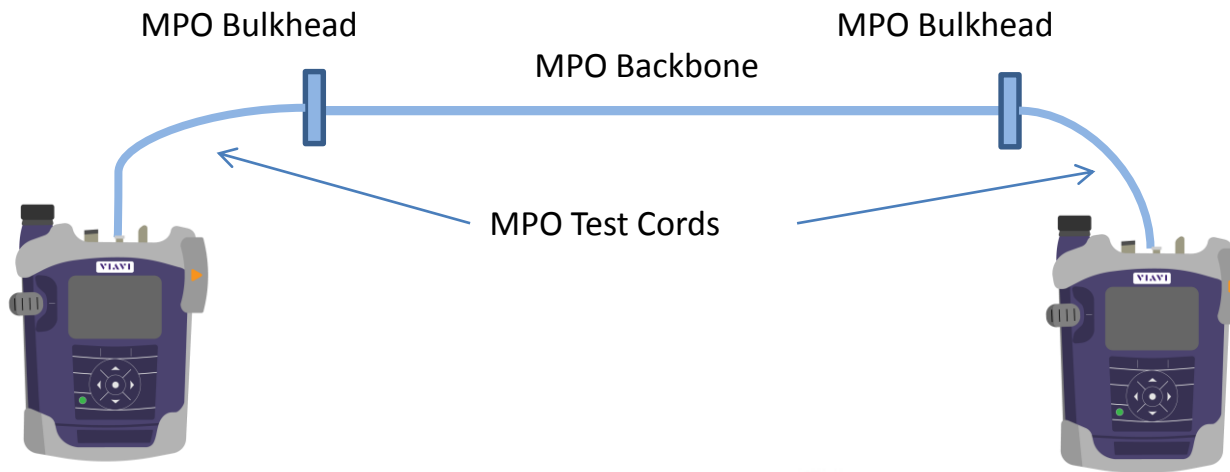 MPO Bulkhead
MPO Bulkhead
MPO Backbone
MPO Test Cords
VIAVI
VIAVI